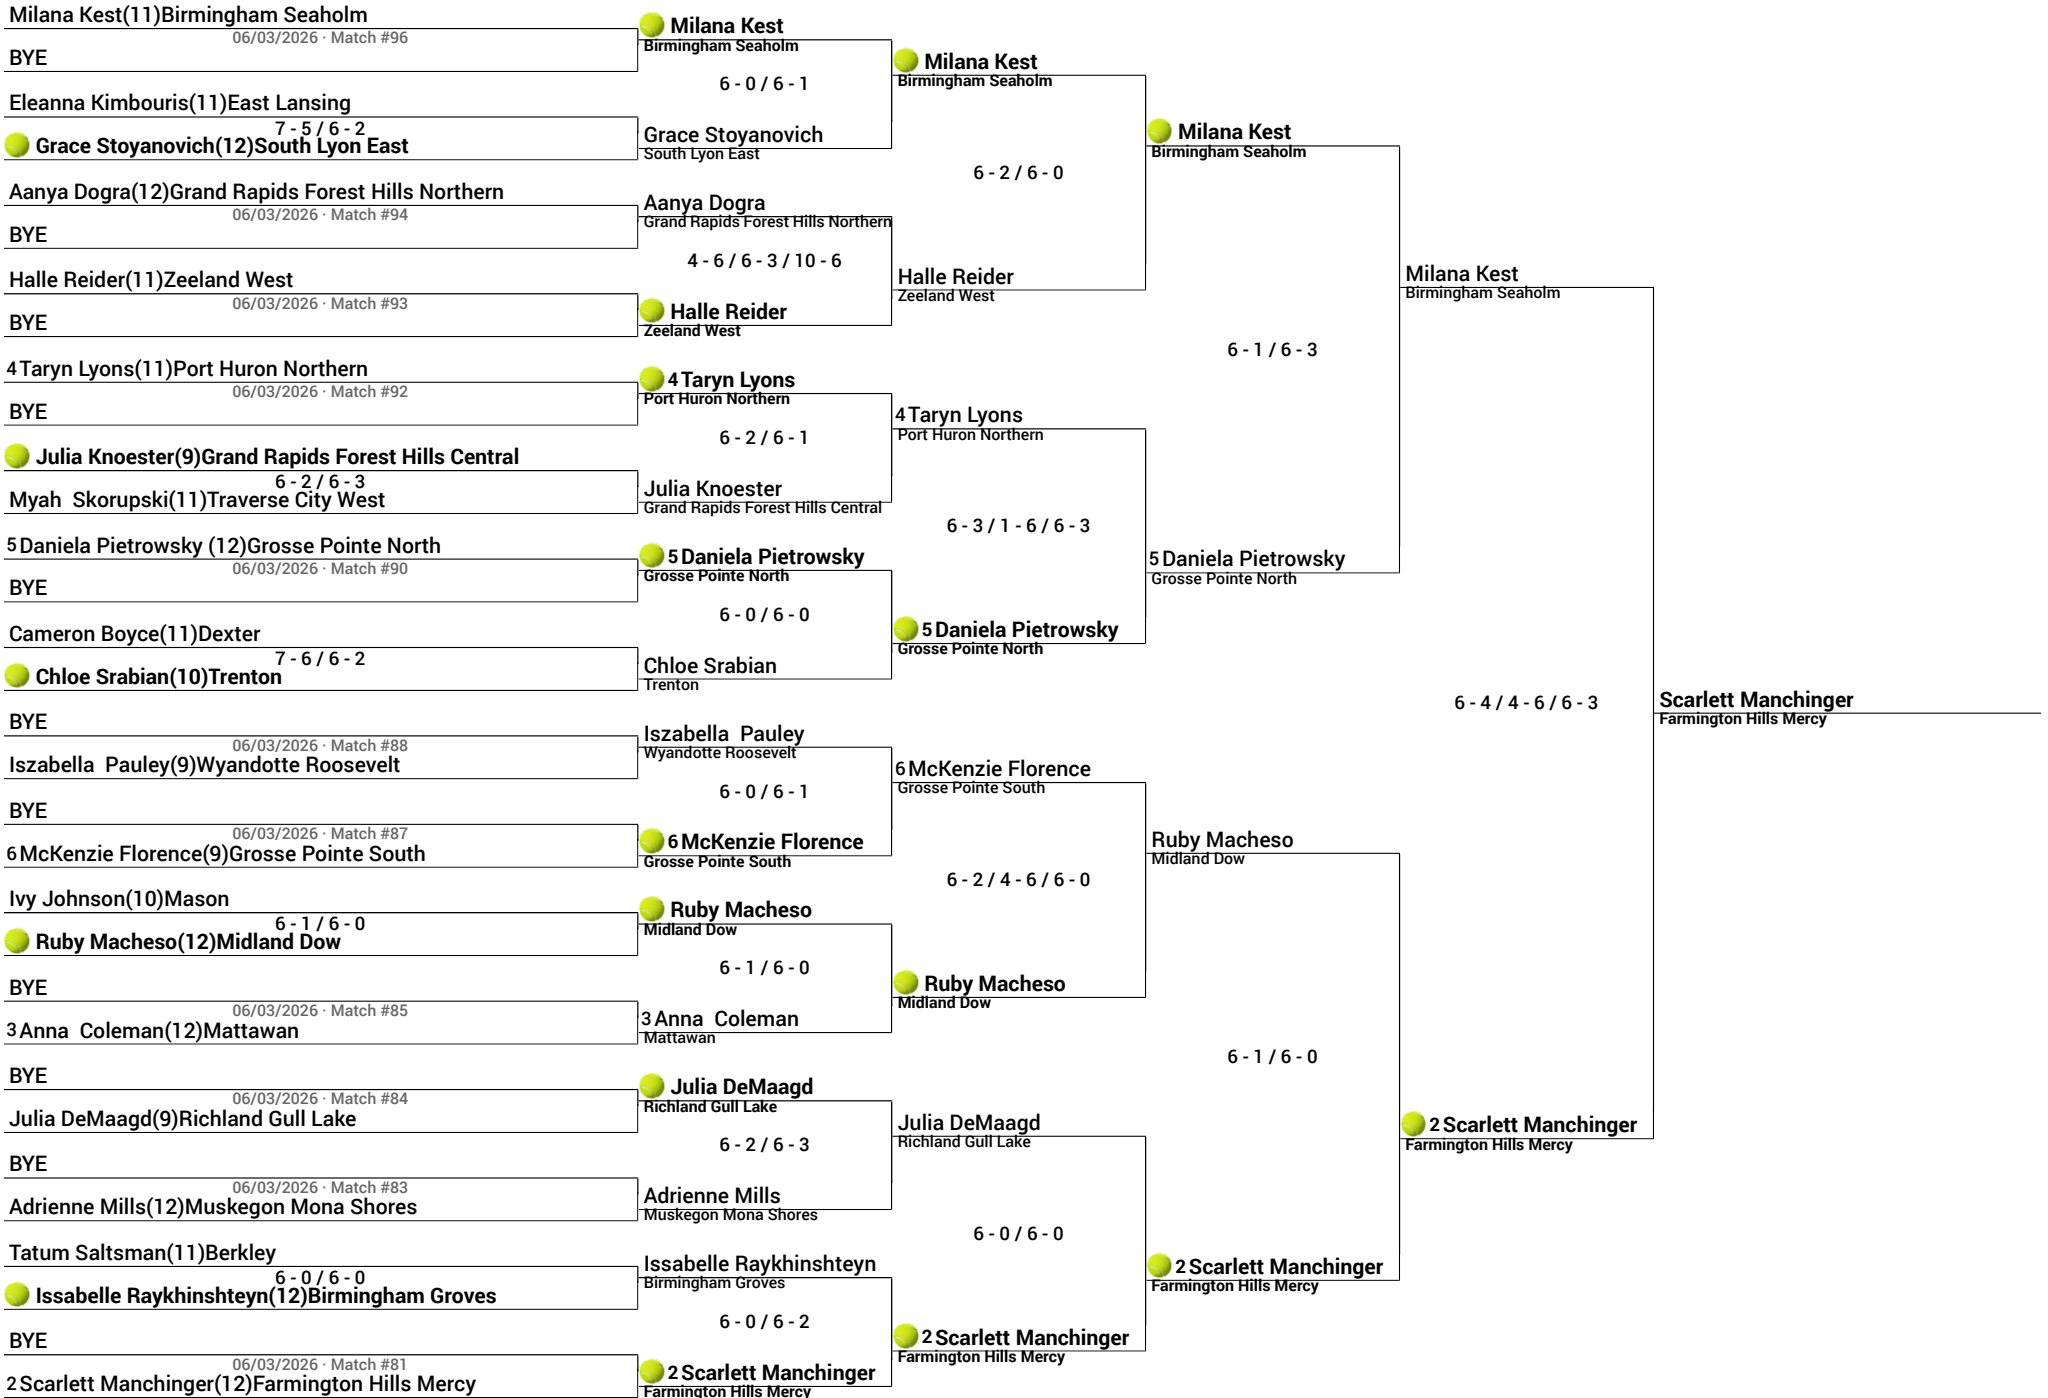 Milana Kest(11)Birmingham Seaholm
06/03/2026 · Match #96
BYE
Eleanna Kimbouris(11)East Lansing
7 - 5 / 6 - 2
Grace Stoyanovich(12)South Lyon East
Aanya Dogra(12)Grand Rapids Forest Hills Northern
06/03/2026 · Match #94
BYE
Halle Reider(11)Zeeland West
06/03/2026 · Match #93
BYE
4 Taryn Lyons(11)Port Huron Northern
06/03/2026 · Match #92
BYE
Julia Knoester(9)Grand Rapids Forest Hills Central
6 - 2 / 6 - 3
Myah  Skorupski(11)Traverse City West
5 Daniela Pietrowsky (12)Grosse Pointe North
06/03/2026 · Match #90
BYE
Cameron Boyce(11)Dexter
7 - 6 / 6 - 2
Chloe Srabian(10)Trenton
BYE
06/03/2026 · Match #88
Iszabella  Pauley(9)Wyandotte Roosevelt
BYE
06/03/2026 · Match #87
6 McKenzie Florence(9)Grosse Pointe South
Ivy Johnson(10)Mason
6 - 1 / 6 - 0
Ruby Macheso(12)Midland Dow
BYE
06/03/2026 · Match #85
3 Anna  Coleman(12)Mattawan
BYE
06/03/2026 · Match #84
Julia DeMaagd(9)Richland Gull Lake
BYE
06/03/2026 · Match #83
Adrienne Mills(12)Muskegon Mona Shores
Tatum Saltsman(11)Berkley
6 - 0 / 6 - 0
Issabelle Raykhinshteyn(12)Birmingham Groves
BYE
06/03/2026 · Match #81
2 Scarlett Manchinger(12)Farmington Hills Mercy
Milana Kest
Birmingham Seaholm
6 - 0 / 6 - 1
Grace Stoyanovich
South Lyon East
Aanya Dogra
Grand Rapids Forest Hills Northern
4 - 6 / 6 - 3 / 10 - 6
Halle Reider
Zeeland West
4 Taryn Lyons
Port Huron Northern
6 - 2 / 6 - 1
Julia Knoester
Grand Rapids Forest Hills Central
5 Daniela Pietrowsky
Grosse Pointe North
6 - 0 / 6 - 0
Chloe Srabian
Trenton
Iszabella  Pauley
Wyandotte Roosevelt
6 - 0 / 6 - 1
6 McKenzie Florence
Grosse Pointe South
Ruby Macheso
Midland Dow
6 - 1 / 6 - 0
3 Anna  Coleman
Mattawan
Julia DeMaagd
Richland Gull Lake
6 - 2 / 6 - 3
Adrienne Mills
Muskegon Mona Shores
Issabelle Raykhinshteyn
Birmingham Groves
6 - 0 / 6 - 2
2 Scarlett Manchinger
Farmington Hills Mercy
Milana Kest
Birmingham Seaholm
6 - 2 / 6 - 0
Halle Reider
Zeeland West
4 Taryn Lyons
Port Huron Northern
6 - 3 / 1 - 6 / 6 - 3
5 Daniela Pietrowsky
Grosse Pointe North
6 McKenzie Florence
Grosse Pointe South
6 - 2 / 4 - 6 / 6 - 0
Ruby Macheso
Midland Dow
Julia DeMaagd
Richland Gull Lake
6 - 0 / 6 - 0
2 Scarlett Manchinger
Farmington Hills Mercy
Milana Kest
Birmingham Seaholm
6 - 1 / 6 - 3
5 Daniela Pietrowsky
Grosse Pointe North
Ruby Macheso
Midland Dow
6 - 1 / 6 - 0
2 Scarlett Manchinger
Farmington Hills Mercy
Milana Kest
Birmingham Seaholm
6 - 4 / 4 - 6 / 6 - 3
2 Scarlett Manchinger
Farmington Hills Mercy
Scarlett Manchinger
Farmington Hills Mercy